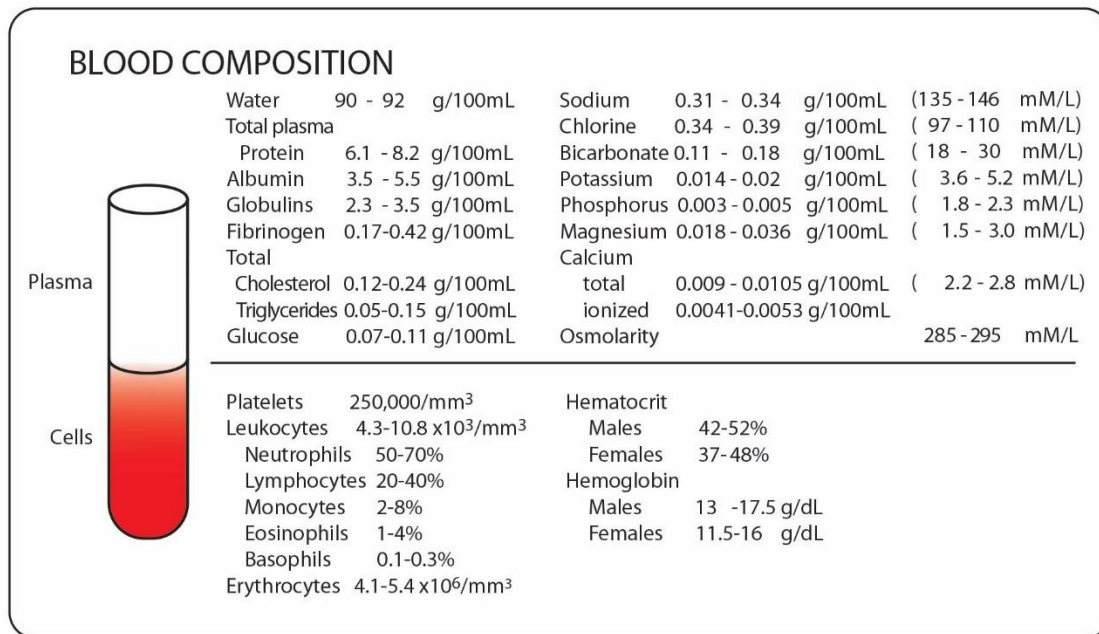 BLOOD COMPOSITION
Water 90 - 92 g/100mL
Total plasma
Protein 6.1 - 8.2 g/100mL
Albumin 3.5 - 5.5 g/100mL
Globulins 2.3 - 3.5 g/100mL
Fibrinogen 0.17-0.42 g/100mL
Total
Cholesterol 0.12-0.24 g/100mL
Triglycerides 0.05-0.15 g/100mL
Glucose 0.07-0.11 g/100mL
Sodium 0.31 - 0.34 g/100mL (135 - 146 mM/L)
Chlorine 0.34 - 0.39 g/100mL ( 97 - 110 mM/L)
Bicarbonate 0.11 - 0.18 g/100mL ( 18 - 30 mM/L)
Potassium 0.014 - 0.02 g/100mL ( 3.6 - 5.2 mM/L)
Phosphorus 0.003 - 0.005 g/100mL ( 1.8 - 2.3 mM/L)
Magnesium 0.018 - 0.036 g/100mL ( 1.5 - 3.0 mM/L)
Calcium
total 0.009 - 0.0105 g/100mL ( 2.2 - 2.8 mM/L)
ionized 0.0041-0.0053 g/100mL
Osmolarity 285 - 295 mM/L
Plasma
Cells
Platelets 250,000/mm³
Leukocytes 4.3-10.8 x10³/mm³
Neutrophils 50-70%
Lymphocytes 20-40%
Monocytes 2-8%
Eosinophils 1-4%
Basophils 0.1-0.3%
Erythrocytes 4.1-5.4 x10⁶/mm³
Hematocrit
Males 42-52%
Females 37-48%
Hemoglobin
Males 13 -17.5 g/dL
Females 11.5-16 g/dL